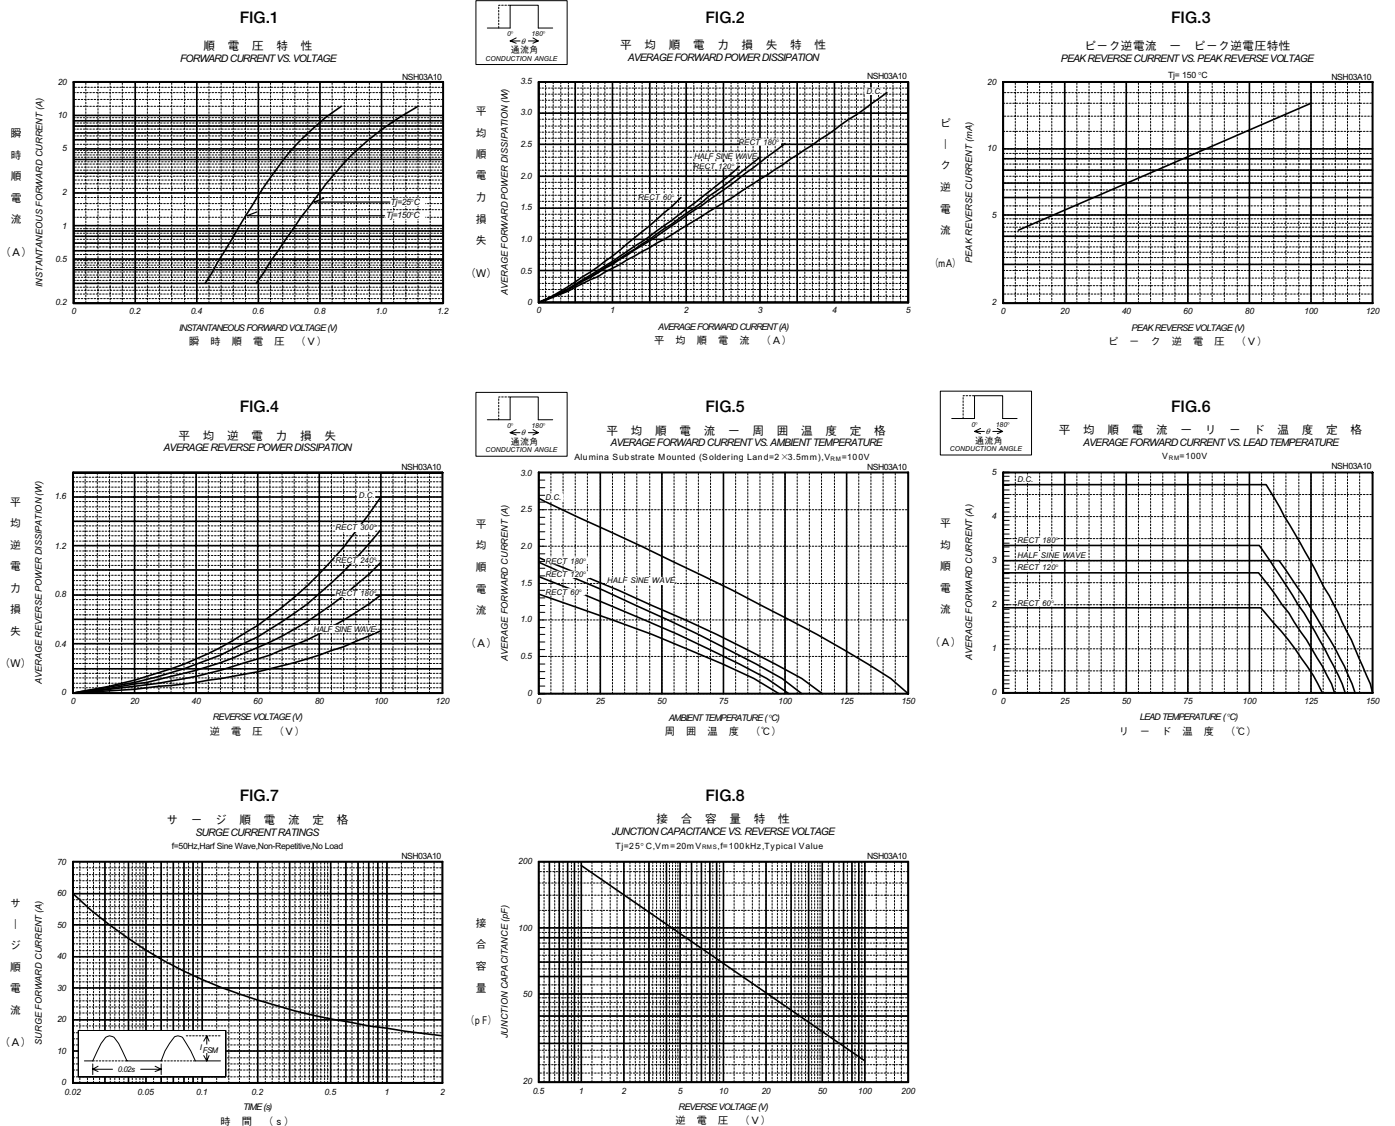 FIG.1
順 電 圧 特 性
FORWARD CURRENT VS. VOLTAGE
NSH03A10
瞬時順電流 (A)
INSTANTANEOUS FORWARD CURRENT (A)
20
10
5
2
1
0.5
0.2
Tj=25°C
Tj=150°C
0 0.2 0.4 0.6 0.8 1.0 1.2
INSTANTANEOUS FORWARD VOLTAGE (V)
瞬 時 順 電 圧 (V)
0° 180°
θ
通流角
CONDUCTION ANGLE
FIG.2
平 均 順 電 力 損 失 特 性
AVERAGE FORWARD POWER DISSIPATION
NSH03A10
平均順電力損失 (W)
AVERAGE FORWARD POWER DISSIPATION (W)
3.5
3.0
2.5
2.0
1.5
1.0
0.5
0
D.C.
RECT 180°
HALF SINE WAVE
RECT 120°
RECT 60°
0 1 2 3 4 5
AVERAGE FORWARD CURRENT (A)
平 均 順 電 流 (A)
FIG.3
ピーク逆電流 ー ピーク逆電圧特性
PEAK REVERSE CURRENT VS. PEAK REVERSE VOLTAGE
Tj= 150 °C
NSH03A10
ピーク逆電流 (mA)
PEAK REVERSE CURRENT (mA)
20
10
5
2
0 20 40 60 80 100 120
PEAK REVERSE VOLTAGE (V)
ピ ー ク 逆 電 圧 (V)
FIG.4
平 均 逆 電 力 損 失
AVERAGE REVERSE POWER DISSIPATION
NSH03A10
平均逆電力損失 (W)
AVERAGE REVERSE POWER DISSIPATION (W)
1.6
1.2
0.8
0.4
0
D.C.
RECT 300°
RECT 240°
RECT 180°
HALF SINE WAVE
0 20 40 60 80 100 120
REVERSE VOLTAGE (V)
逆 電 圧 (V)
0° 180°
θ
通流角
CONDUCTION ANGLE
FIG.5
平 均 順 電 流 ー 周 囲 温 度 定 格
AVERAGE FORWARD CURRENT VS. AMBIENT TEMPERATURE
Alumina Substrate Mounted (Soldering Land=2×3.5mm),VRM=100V
NSH03A10
平均順電流 (A)
AVERAGE FORWARD CURRENT (A)
3.0
2.5
2.0
1.5
1.0
0.5
0
D.C.
RECT 180°
HALF SINE WAVE
RECT 120°
RECT 60°
0 25 50 75 100 125 150
AMBIENT TEMPERATURE (°C)
周 囲 温 度 (℃)
0° 180°
θ
通流角
CONDUCTION ANGLE
FIG.6
平 均 順 電 流 ー リ ー ド 温 度 定 格
AVERAGE FORWARD CURRENT VS. LEAD TEMPERATURE
VRM=100V
NSH03A10
平均順電流 (A)
AVERAGE FORWARD CURRENT (A)
5
4
3
2
1
0
D.C.
RECT 180°
HALF SINE WAVE
RECT 120°
RECT 60°
0 25 50 75 100 125 150
LEAD TEMPERATURE (°C)
リ ー ド 温 度 (℃)
FIG.7
サ ー ジ 順 電 流 定 格
SURGE CURRENT RATINGS
f=50Hz,Harf Sine Wave,Non-Repetitive,No Load
NSH03A10
サージ順電流 (A)
SURGE FORWARD CURRENT (A)
70
60
50
40
30
20
10
0
IFSM
0.02s
0.02 0.05 0.1 0.2 0.5 1 2
TIME (s)
時 間 (s)
FIG.8
接 合 容 量 特 性
JUNCTION CAPACITANCE VS. REVERSE VOLTAGE
Tj=25°C,Vm=20mVRMS,f=100kHz,Typical Value
NSH03A10
接合容量 (pF)
JUNCTION CAPACITANCE (pF)
200
100
50
20
0.5 1 2 5 10 20 50 100 200
REVERSE VOLTAGE (V)
逆 電 圧 (V)